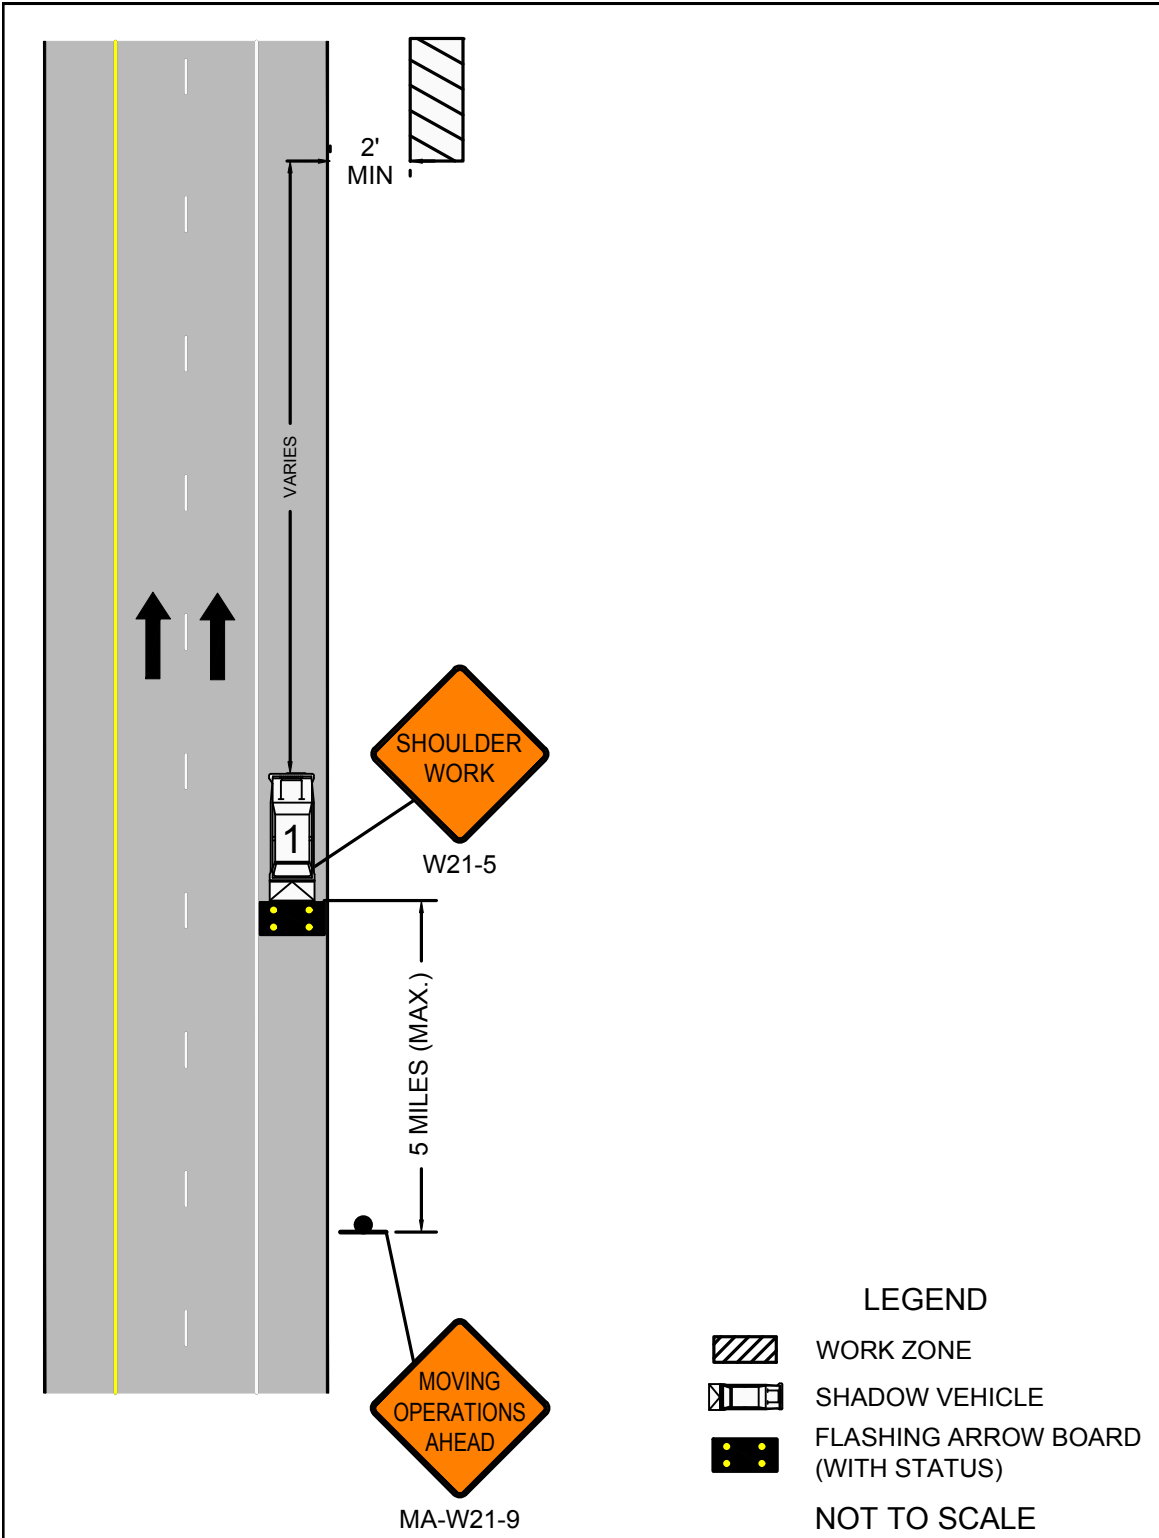 2'
MIN
VARIES
SHOULDER
WORK
W21-5
1
5 MILES (MAX.)
MOVING
OPERATIONS
AHEAD
MA-W21-9
LEGEND
WORK ZONE
SHADOW VEHICLE
FLASHING ARROW BOARD
(WITH STATUS)
NOT TO SCALE